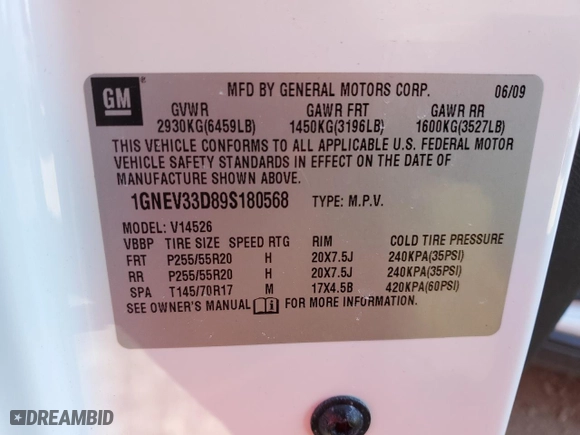 GM
MFD BY GENERAL MOTORS CORP. 06/09
GVWR GAWR FRT GAWR RR
2930KG(6459LB) 1450KG(3196LB) 1600KG(3527LB)
THIS VEHICLE CONFORMS TO ALL APPLICABLE U.S. FEDERAL MOTOR
VEHICLE SAFETY STANDARDS IN EFFECT ON THE DATE OF
MANUFACTURE SHOWN ABOVE.
1GNEV33D89S180568 TYPE: M.P.V.
MODEL: V14526
VBBP TIRE SIZE SPEED RTG RIM COLD TIRE PRESSURE
FRT P255/55R20 H 20X7.5J 240KPA(35PSI)
RR P255/55R20 H 20X7.5J 240KPA(35PSI)
SPA T145/70R17 M 17X4.5B 420KPA(60PSI)
SEE OWNER'S MANUAL FOR MORE INFORMATION.
DREAMBID